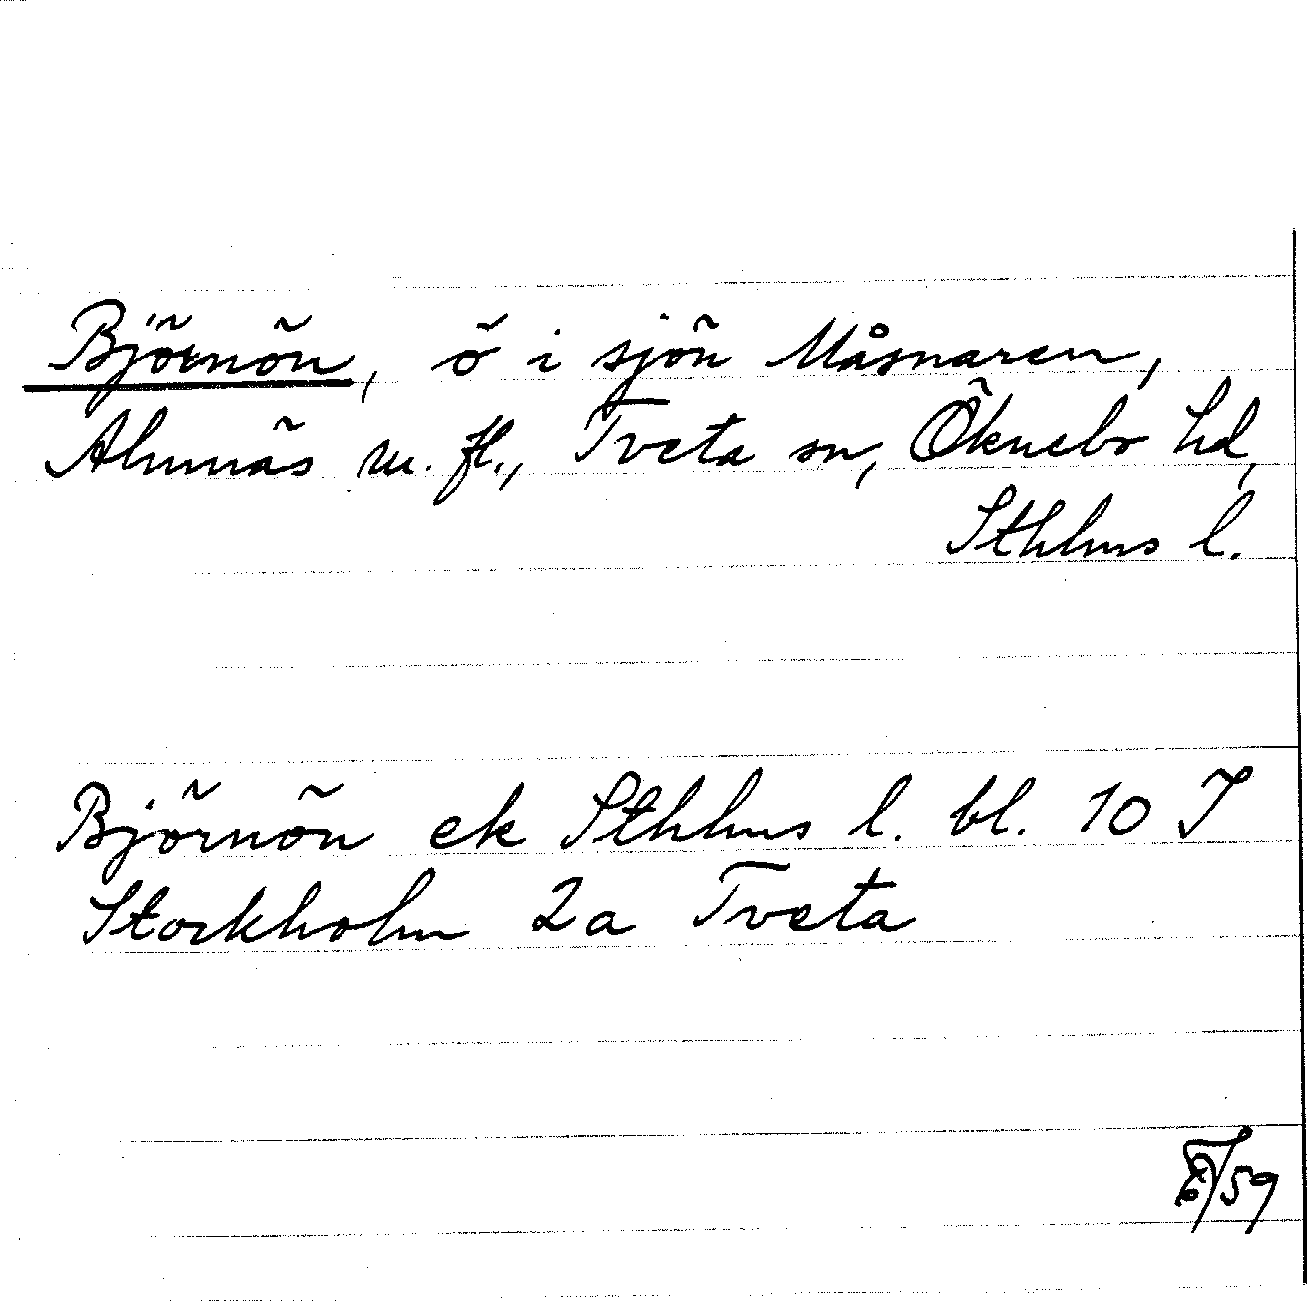 Björnön, ö i sjön Måsnaren,
Almnäs m. fl., Tveta sn, Öknebo hd,
Sthlms l.
Björnön ek Sthlms l. bl. 10 I
Stockholm 2a Tveta
/59